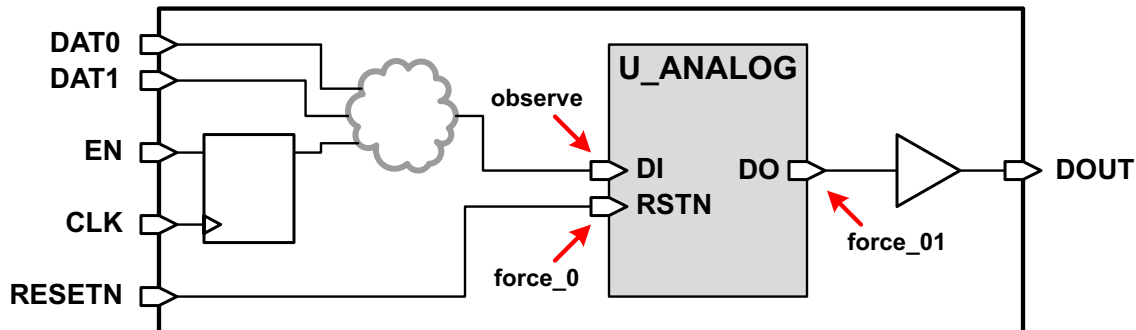 DAT0
DAT1
EN
CLK
RESETN
observe
force_0
U_ANALOG
DI
RSTN
DO
force_01
DOUT